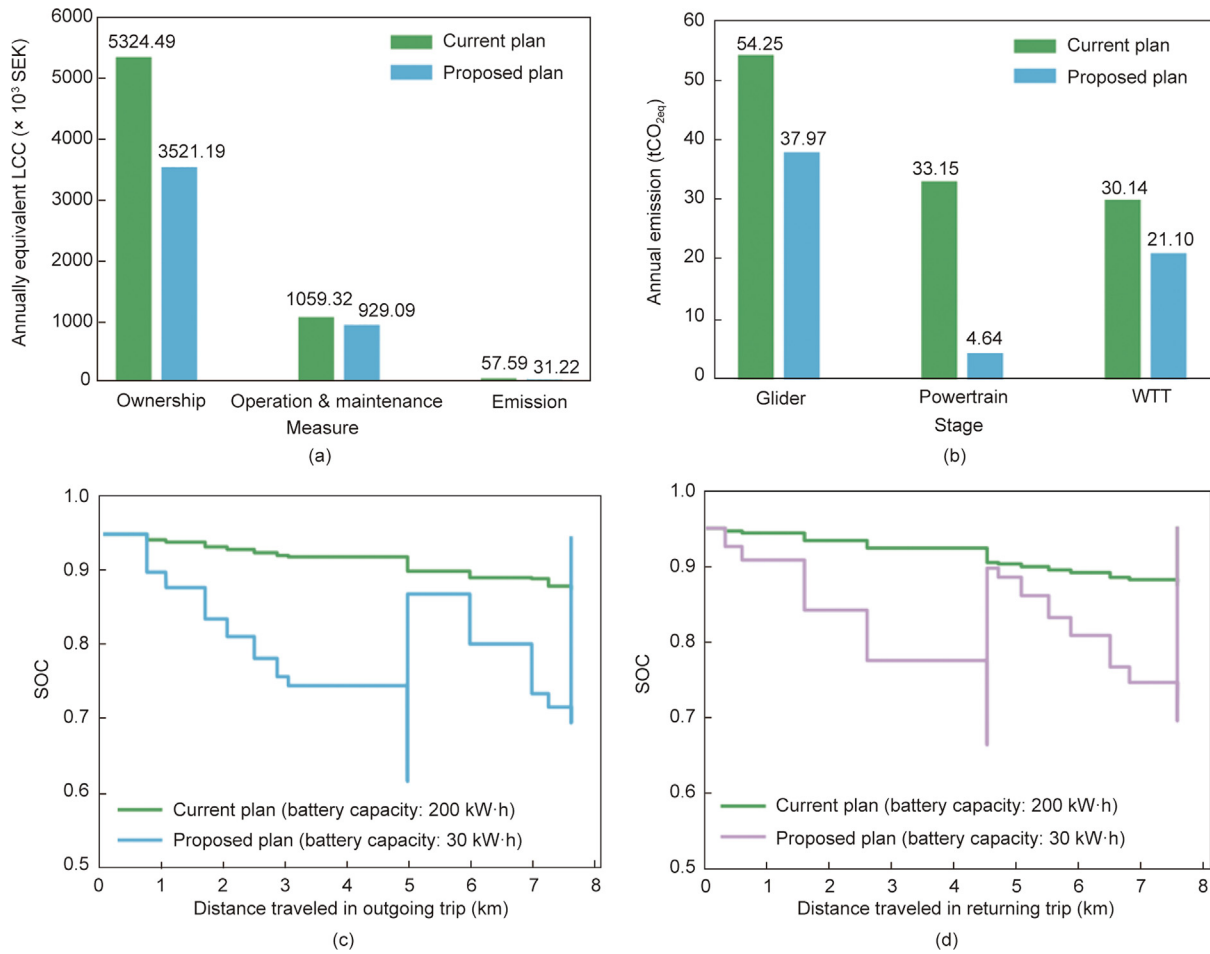 6000
5000
4000
3000
2000
1000
0
Annually equivalent LCC (× 10³ SEK)
5324.49
3521.19
1059.32
929.09
57.59
31.22
Current plan
Proposed plan
Ownership
Operation & maintenance
Emission
Measure
(a)
60
50
40
30
20
10
0
Annual emission (tCO₂eq)
54.25
37.97
33.15
4.64
30.14
21.10
Current plan
Proposed plan
Glider
Powertrain
WTT
Stage
(b)
1.0
0.9
0.8
0.7
0.6
0.5
SOC
Current plan (battery capacity: 200 kW·h)
Proposed plan (battery capacity: 30 kW·h)
0 1 2 3 4 5 6 7 8
Distance traveled in outgoing trip (km)
(c)
1.0
0.9
0.8
0.7
0.6
0.5
SOC
Current plan (battery capacity: 200 kW·h)
Proposed plan (battery capacity: 30 kW·h)
0 1 2 3 4 5 6 7 8
Distance traveled in returning trip (km)
(d)